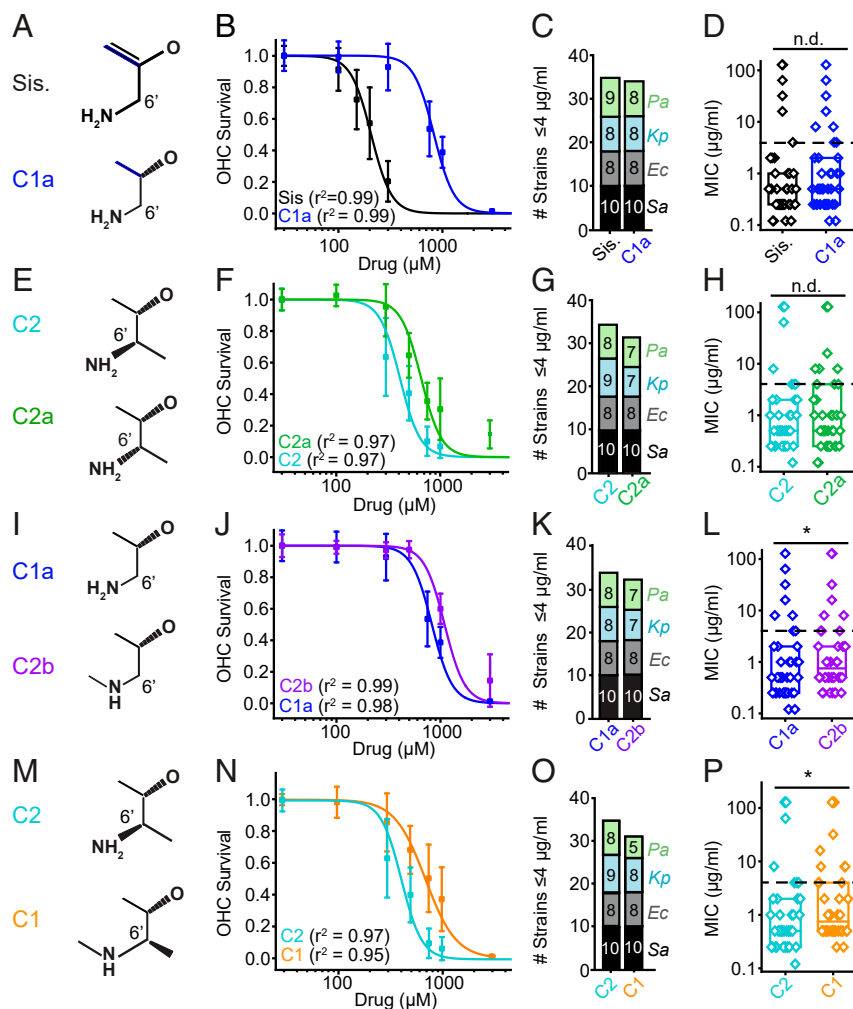 A
Sis.
O
H2N
6’
C1a
O
H2N
6’
B
OHC Survival
1.0
0.8
0.6
0.4
0.2
0.0
Sis (r2=0.99)
C1a (r2= 0.99)
100
1000
Drug (µM)
C
# Strains ≤4 µg/ml
40
30
20
10
0
9 8 Pa
8 8 Kp
8 8 Ec
10 10 Sa
Sis. C1a
D
n.d.
MIC (µg/ml)
100
10
1
0.1
Sis. C1a
E
C2
O
6’
NH2
C2a
O
6’
NH2
F
OHC Survival
1.0
0.8
0.6
0.4
0.2
0.0
C2a (r2 = 0.97)
C2 (r2 = 0.97)
100
1000
Drug (µM)
G
# Strains ≤4 µg/ml
40
30
20
10
0
8 7 Pa
9 7 Kp
8 8 Ec
10 10 Sa
C2 C2a
H
n.d.
MIC (µg/ml)
100
10
1
0.1
C2 C2a
I
C1a
O
H2N
6’
C2b
O
N
H
6’
J
OHC Survival
1.0
0.8
0.6
0.4
0.2
0.0
C2b (r2 = 0.99)
C1a (r2 = 0.98)
100
1000
Drug (µM)
K
# Strains ≤4 µg/ml
40
30
20
10
0
8 7 Pa
8 7 Kp
8 8 Ec
10 10 Sa
C1a C2b
L
*
MIC (µg/ml)
100
10
1
0.1
C1a C2b
M
C2
O
6’
NH2
C1
O
6’
N
H
N
OHC Survival
1.0
0.8
0.6
0.4
0.2
0.0
C2 (r2 = 0.97)
C1 (r2 = 0.95)
100
1000
Drug (µM)
O
# Strains ≤4 µg/ml
40
30
20
10
0
8 5 Pa
9 8 Kp
8 8 Ec
10 10 Sa
C2 C1
P
*
MIC (µg/ml)
100
10
1
0.1
C2 C1